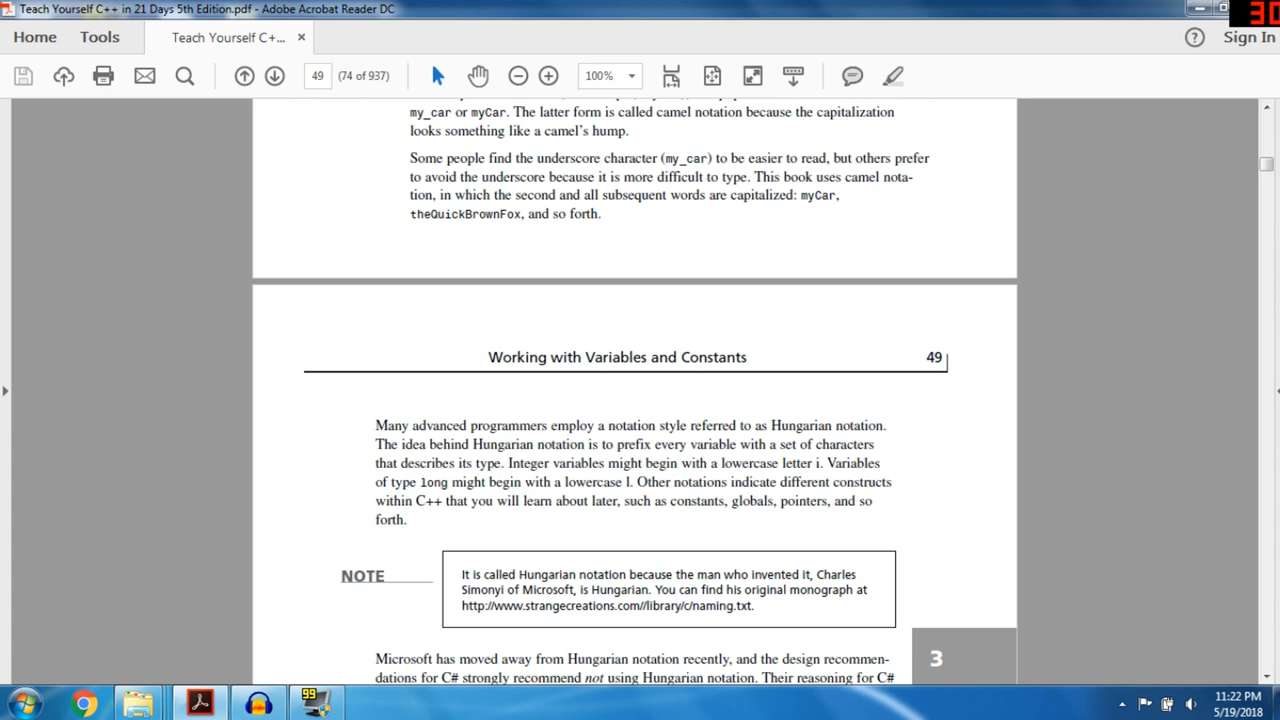 Teach Yourself C++ in 21 Days 5th Edition.pdf - Adobe Acrobat Reader DC
30
Home Tools Teach Yourself C+... × ? Sign In
49 (74 of 937) 100%
my_car or myCar. The latter form is called camel notation because the capitalization
looks something like a camel's hump.
Some people find the underscore character (my_car) to be easier to read, but others prefer
to avoid the underscore because it is more difficult to type. This book uses camel nota-
tion, in which the second and all subsequent words are capitalized: myCar,
theQuickBrownFox, and so forth.
Working with Variables and Constants 49
Many advanced programmers employ a notation style referred to as Hungarian notation.
The idea behind Hungarian notation is to prefix every variable with a set of characters
that describes its type. Integer variables might begin with a lowercase letter i. Variables
of type long might begin with a lowercase l. Other notations indicate different constructs
within C++ that you will learn about later, such as constants, globals, pointers, and so
forth.
NOTE
It is called Hungarian notation because the man who invented it, Charles
Simonyi of Microsoft, is Hungarian. You can find his original monograph at
http://www.strangecreations.com//library/c/naming.txt.
3
Microsoft has moved away from Hungarian notation recently, and the design recommen-
dations for C# strongly recommend not using Hungarian notation. Their reasoning for C#
99
11:22 PM
5/19/2018